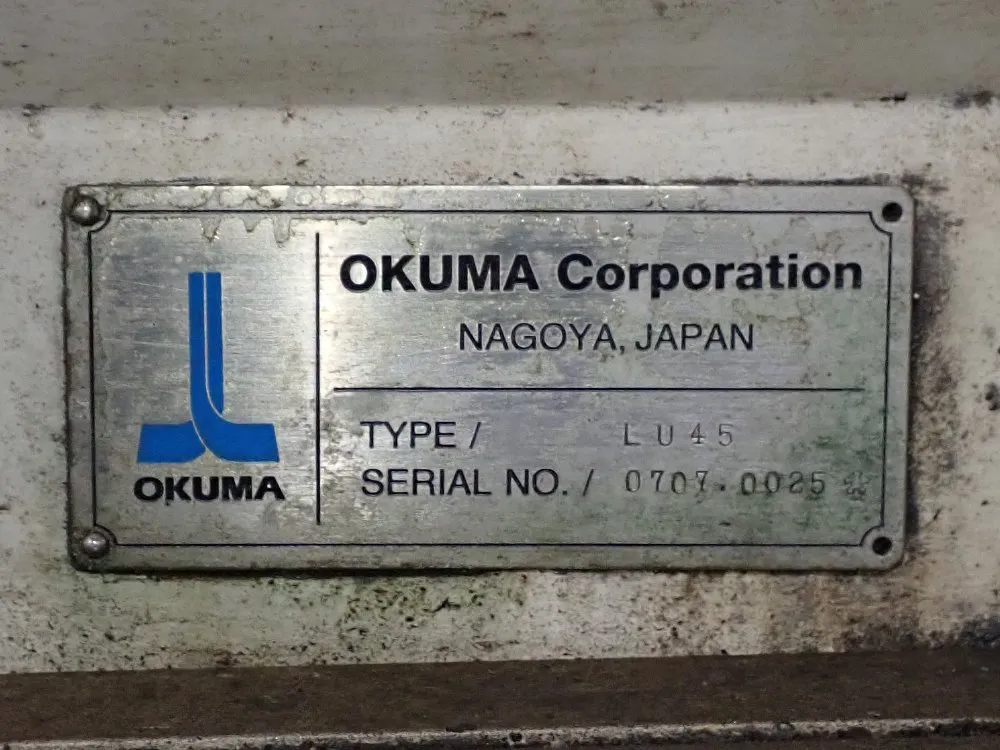 OKUMA Corporation
NAGOYA, JAPAN
TYPE / LU45
SERIAL NO. / 0707.0025
OKUMA